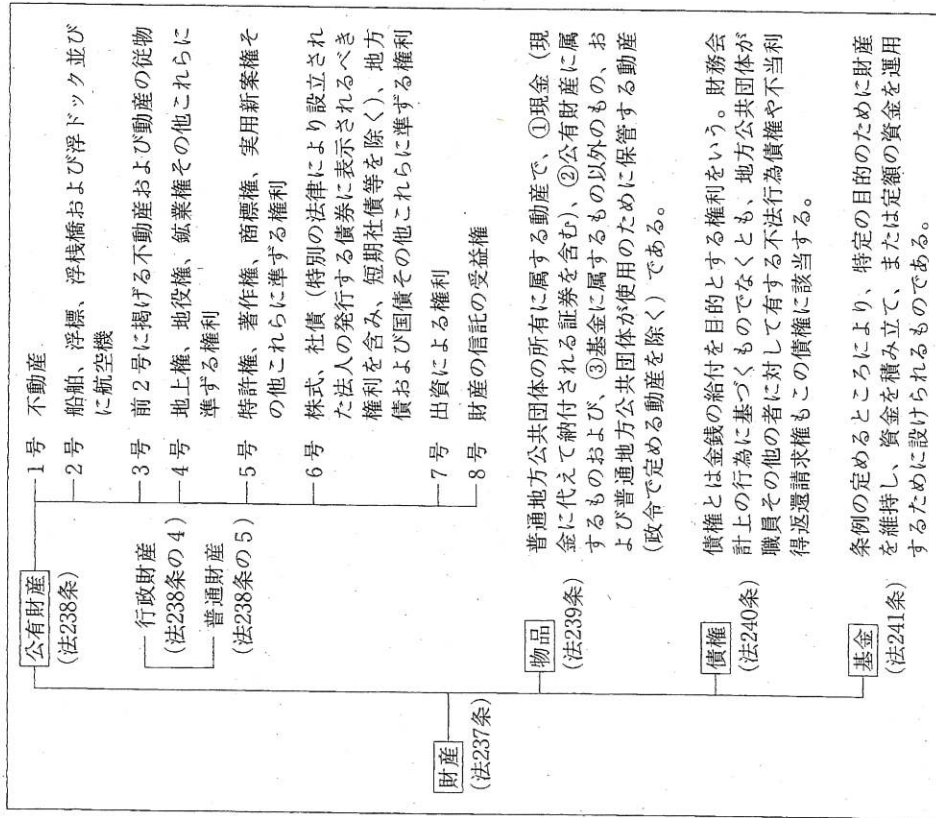 財産
(法237条)
公有財産
(法238条)
行政財産
(法238条の4)
普通財産
(法238条の5)
1号 不動産
2号 船舶、浮標、浮桟橋および浮ドック並び
に航空機
3号 前2号に掲げる不動産および動産の従物
4号 地上権、地役権、鉱業権その他これらに
準ずる権利
5号 特許権、著作権、商標権、実用新案権そ
の他これらに準ずる権利
6号 株式、社債(特別の法律により設立され
た法人の発行する債券に表示されるべき
権利を含み、短期社債等を除く)、地方
債および国債その他これらに準ずる権利
7号 出資による権利
8号 財産の信託の受益権
物品
(法239条)
普通地方公共団体の所有に属する動産で、①現金(現
金に代えて納付される証券を含む)、②公有財産に属
するものおよび、③基金に属するもの以外のもの、お
よび普通地方公共団体が使用のために保管する動産
(政令で定める動産を除く)である。
債権
(法240条)
債権とは金銭の給付を目的とする権利をいう。財務会
計上の行為に基づくものでなくとも、地方公共団体が
職員その他の者に対して有する不法行為債権や不当利
得返還請求権もこの債権に該当する。
基金
(法241条)
条例の定めるところにより、特定の目的のために財産
を維持し、資金を積み立て、または定額の資金を運用
するために設けられるものである。